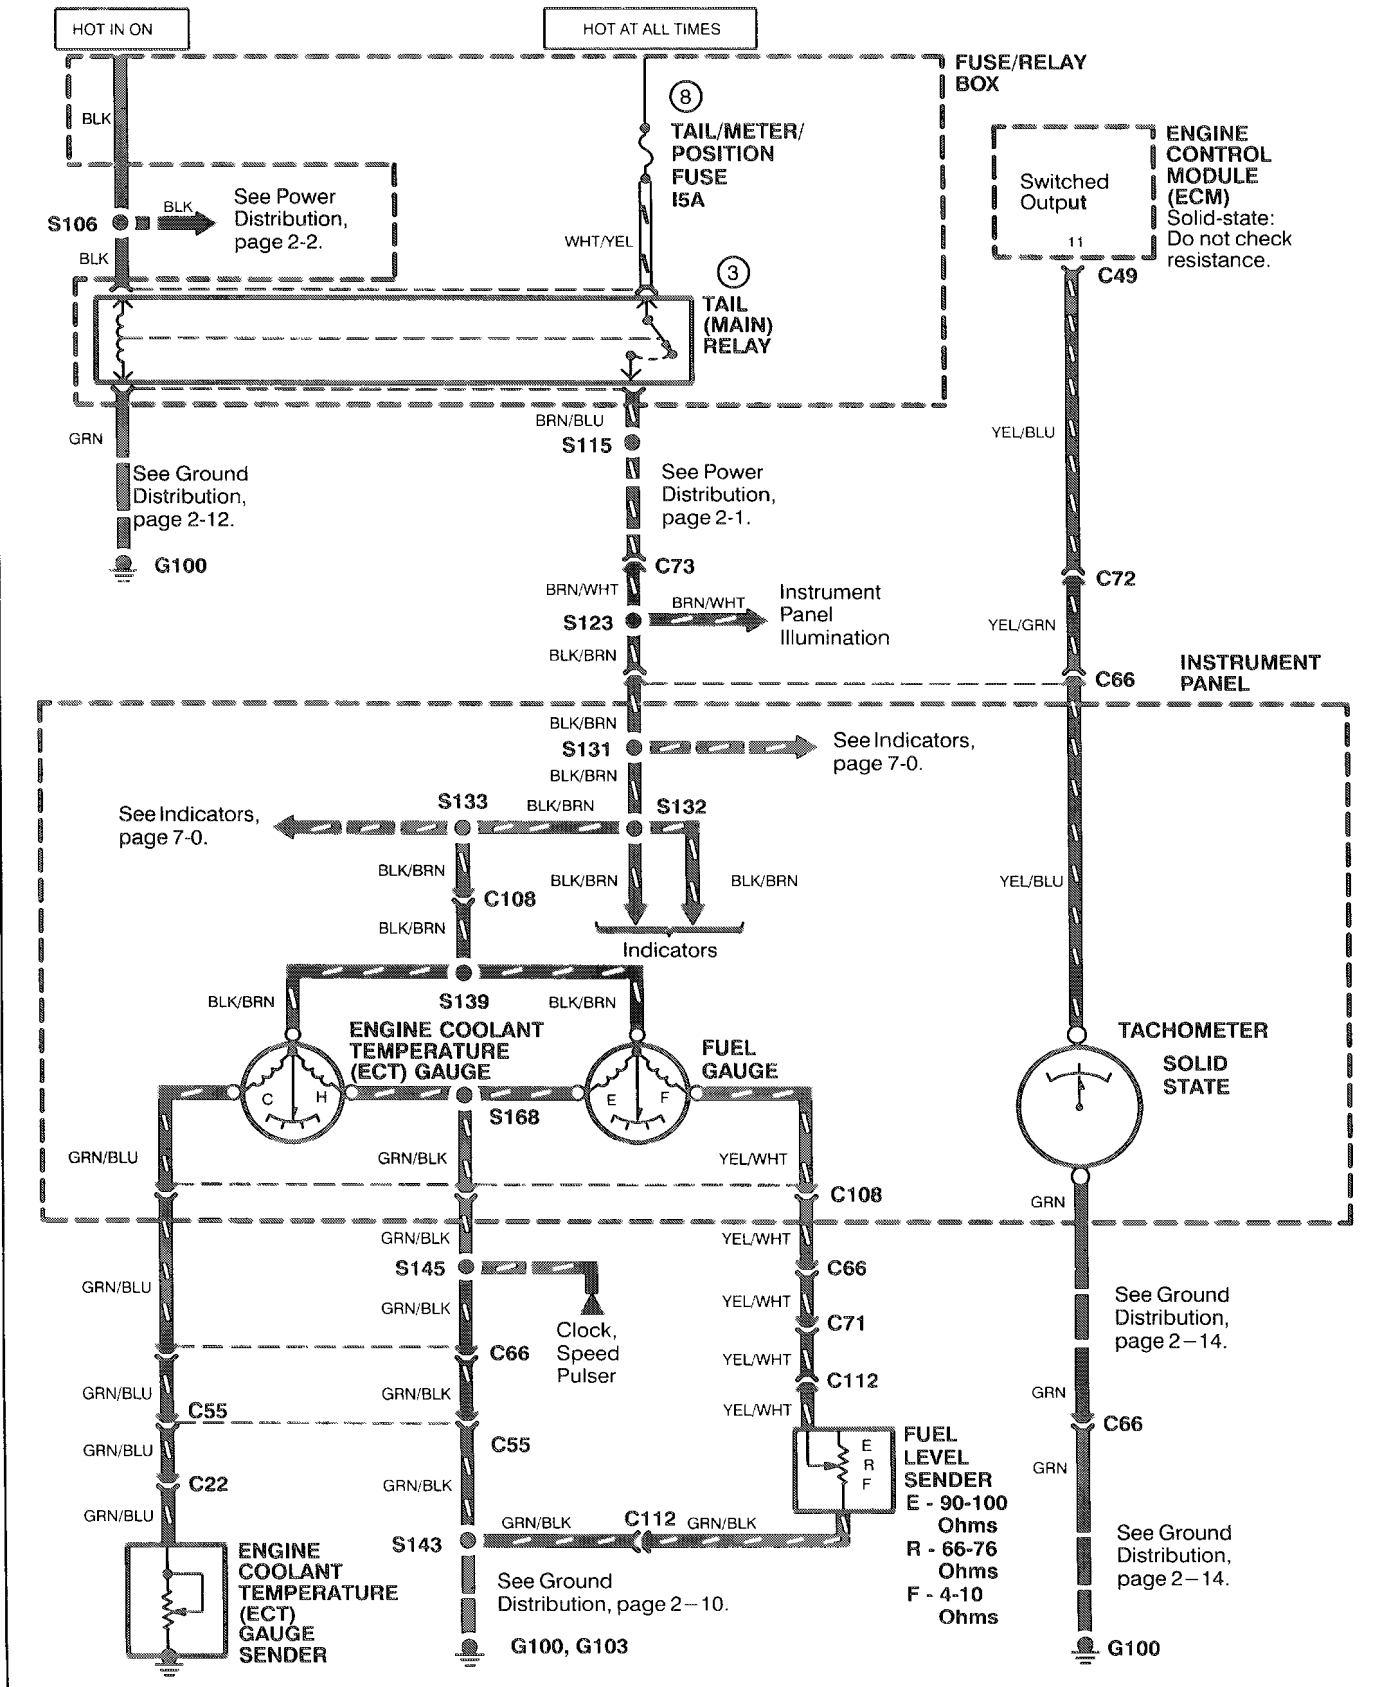 HOT IN ON
HOT AT ALL TIMES
FUSE/RELAY
BOX
BLK
8
TAIL/METER/
POSITION
FUSE
I5A
ENGINE
CONTROL
MODULE
(ECM)
Solid-state:
Do not check
resistance.
Switched
Output
11
C49
S106
BLK
See Power
Distribution,
page 2-2.
WHT/YEL
BLK
3
TAIL
(MAIN)
RELAY
BRN/BLU
S115
GRN
YEL/BLU
See Ground
Distribution,
page 2-12.
See Power
Distribution,
page 2-1.
G100
C73
C72
BRN/WHT
BRN/WHT
Instrument
Panel
Illumination
S123
YEL/GRN
BLK/BRN
C66
INSTRUMENT
PANEL
BLK/BRN
S131
See Indicators,
page 7-0.
BLK/BRN
S133
BLK/BRN
S132
See Indicators,
page 7-0.
BLK/BRN
BLK/BRN
BLK/BRN
YEL/BLU
C108
BLK/BRN
Indicators
BLK/BRN
S139
BLK/BRN
ENGINE COOLANT
TEMPERATURE
(ECT) GAUGE
FUEL
GAUGE
TACHOMETER
SOLID
STATE
C
H
E
F
S168
GRN/BLU
GRN/BLK
YEL/WHT
C108
GRN
GRN/BLK
YEL/WHT
S145
C66
GRN/BLU
GRN/BLK
YEL/WHT
C71
Clock,
Speed
Pulser
See Ground
Distribution,
page 2-14.
C66
YEL/WHT
C112
GRN/BLU
GRN/BLK
YEL/WHT
GRN
C55
C66
GRN/BLU
C55
GRN
E
R
F
FUEL
LEVEL
SENDER
E - 90-100
Ohms
R - 66-76
Ohms
F - 4-10
Ohms
C22
GRN/BLK
GRN/BLU
S143
GRN/BLK
C112
GRN/BLK
See Ground
Distribution,
page 2-14.
ENGINE
COOLANT
TEMPERATURE
(ECT)
GAUGE
SENDER
See Ground
Distribution, page 2-10.
G100, G103
G100